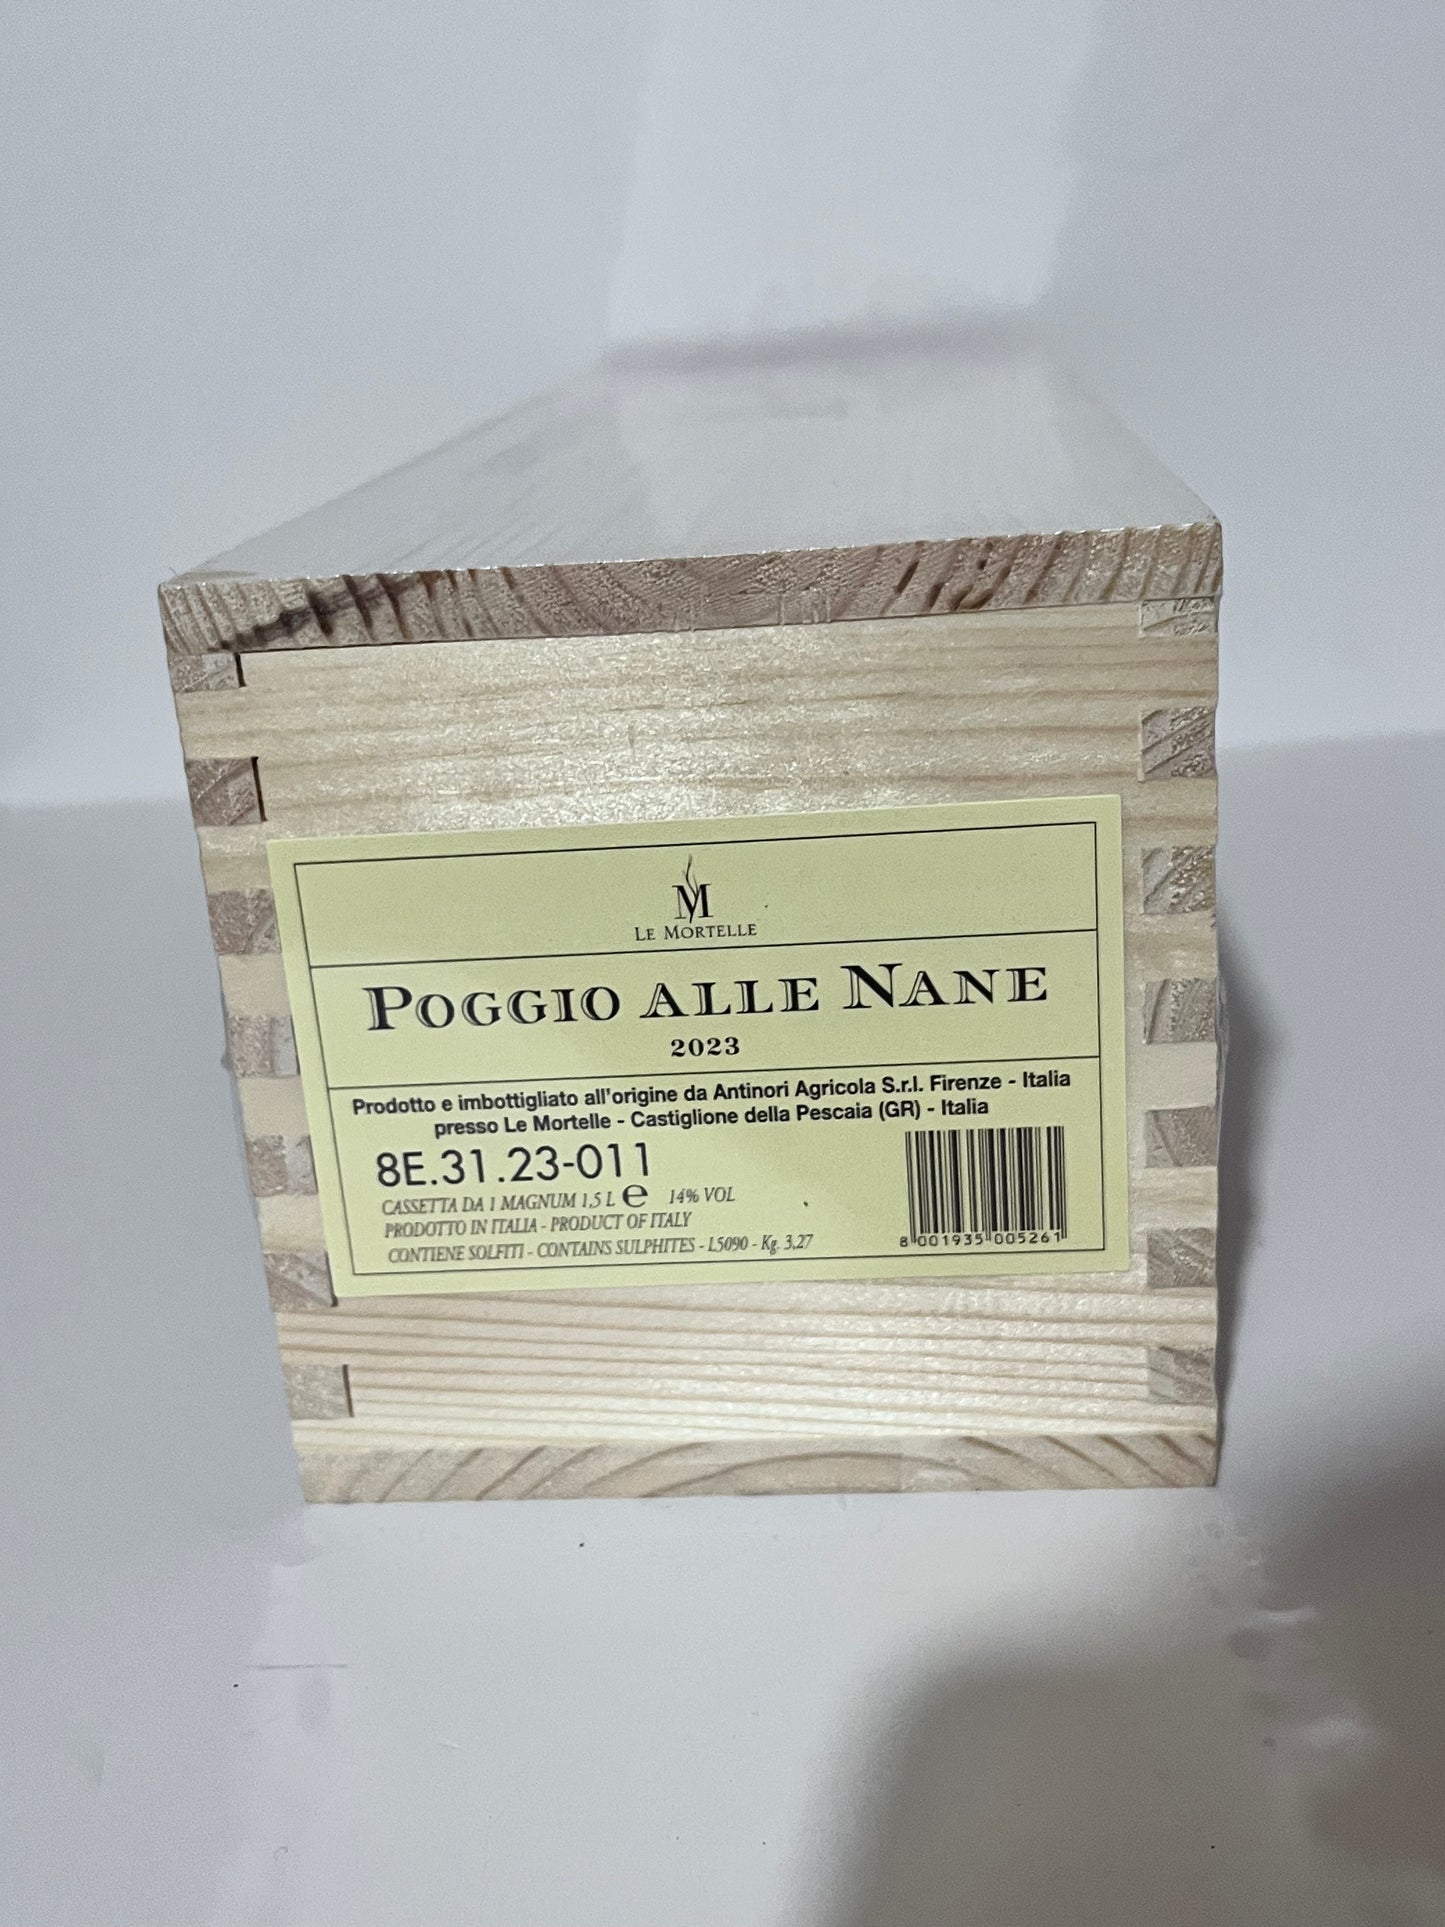 M
LE MORTELLE
POGGIO ALLE NANE
2023
Prodotto e imbottigliato all'origine da Antinori Agricola S.r.l. Firenze - Italia
presso Le Mortelle - Castiglione della Pescaia (GR) - Italia
8E.31.23-011
CASSETTA DA 1 MAGNUM 1,5 L e 14% VOL
PRODOTTO IN ITALIA - PRODUCT OF ITALY
CONTIENE SOLFITI - CONTAINS SULPHITES - L5090 - Kg. 3,27
8 001935 005261